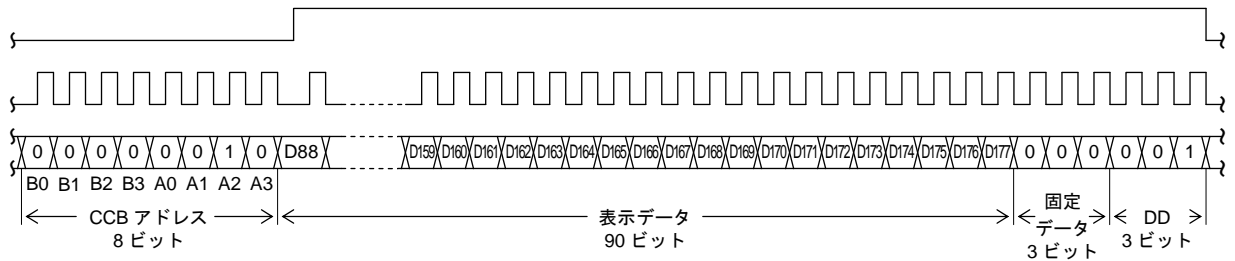 0 0 0 0 0 0 1 0 D88 D159 D160 D161 D162 D163 D164 D165 D166 D167 D168 D169 D170 D171 D172 D173 D174 D175 D176 D177 0 0 0 0 0 1
B0 B1 B2 B3 A0 A1 A2 A3
CCB アドレス
8 ビット
表示データ
90 ビット
固定
データ
3 ビット
DD
3 ビット